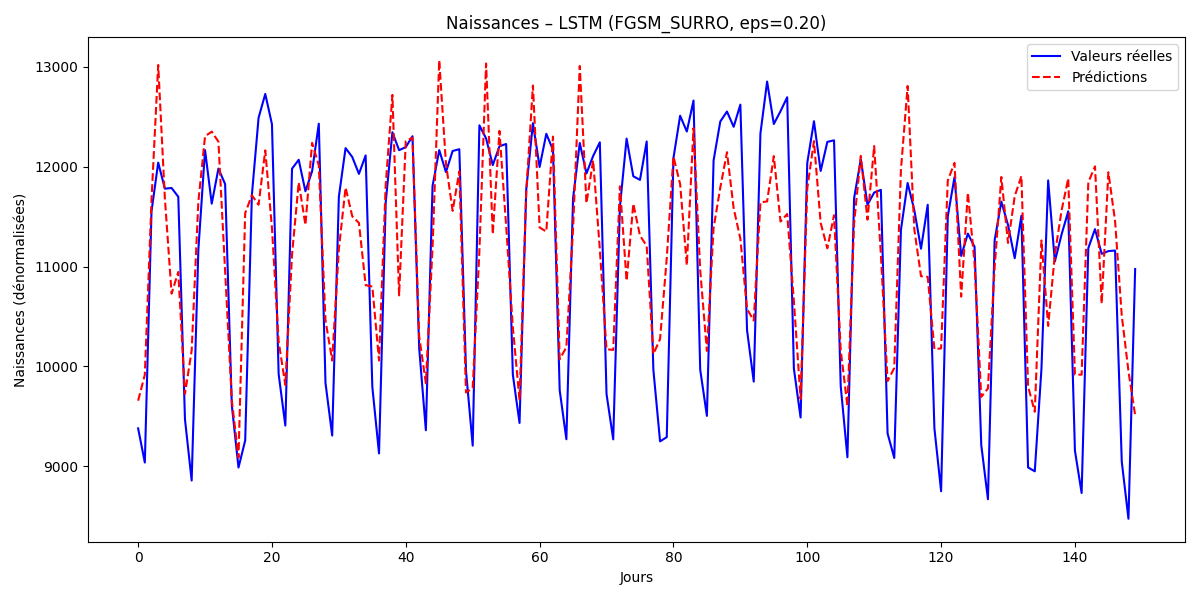 Naissances – LSTM (FGSM_SURRO, eps=0.20)
Valeurs réelles
Prédictions
Naissances (dénormalisées)
13000
12000
11000
10000
9000
0 20 40 60 80 100 120 140
Jours